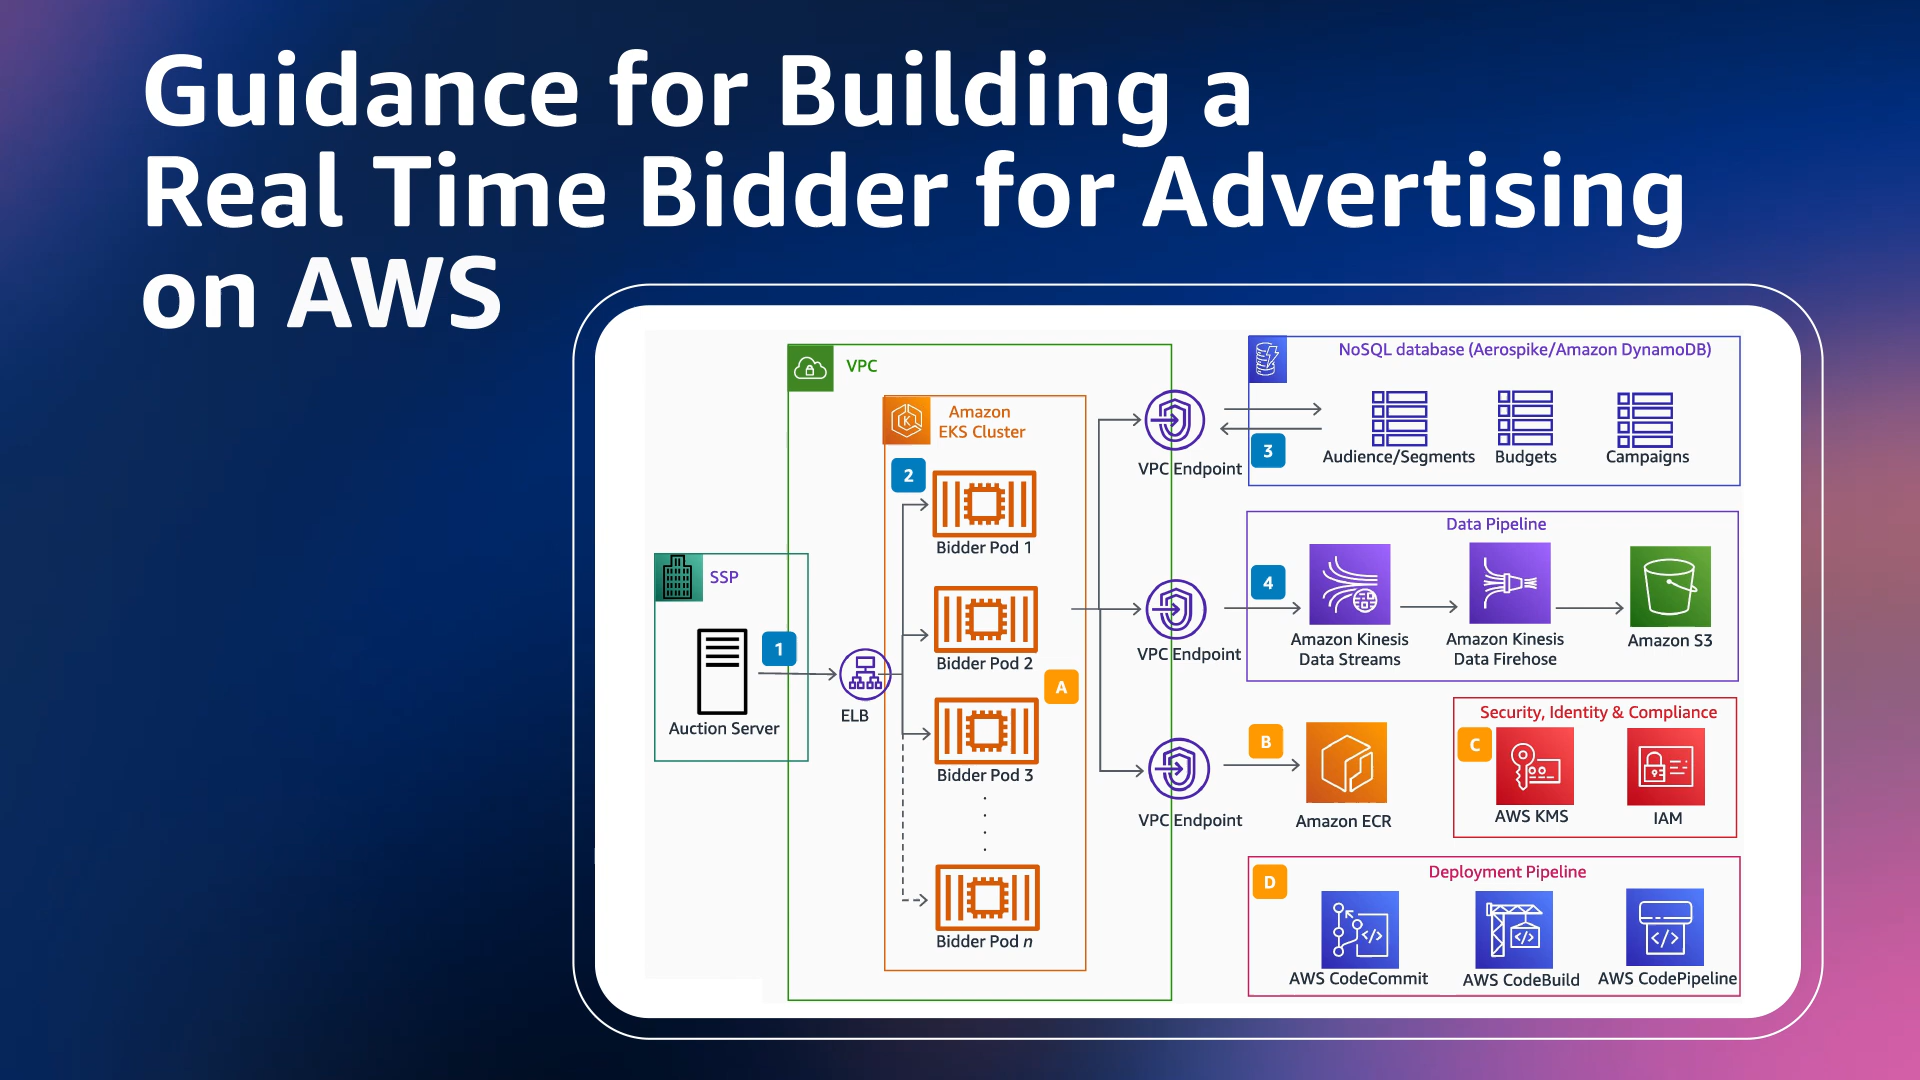 Guidance for Building a
Real Time Bidder for Advertising
on AWS
VPC
Amazon
EKS Cluster
2
Bidder Pod 1
Bidder Pod 2
A
Bidder Pod 3
Bidder Pod n
SSP
1
Auction Server
ELB
VPC Endpoint
VPC Endpoint
VPC Endpoint
NoSQL database (Aerospike/Amazon DynamoDB)
3
Audience/Segments
Budgets
Campaigns
Data Pipeline
4
Amazon Kinesis
Data Streams
Amazon Kinesis
Data Firehose
Amazon S3
B
Amazon ECR
Security, Identity & Compliance
C
AWS KMS
IAM
Deployment Pipeline
D
AWS CodeCommit
AWS CodeBuild
AWS CodePipeline